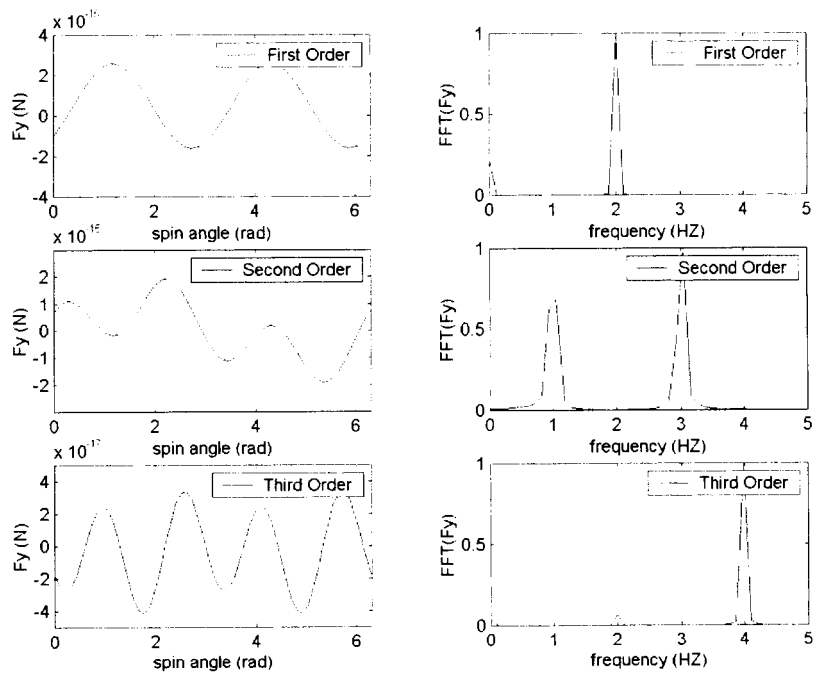 x 10
4
2
0
-2
-4
Fy (N)
First Order
0
2
4
6
spin angle (rad)
1
0.5
0
FFT(Fy)
First Order
0
1
2
3
4
5
frequency (HZ)
x 10
2
1
0
-1
-2
Fy (N)
Second Order
0
2
4
6
spin angle (rad)
1
0.5
0
FFT(Fy)
Second Order
0
1
2
3
4
5
frequency (HZ)
x 10
4
2
0
-2
-4
Fy (N)
Third Order
0
2
4
6
spin angle (rad)
1
0.5
0
FFT(Fy)
Third Order
0
1
2
3
4
5
frequency (HZ)